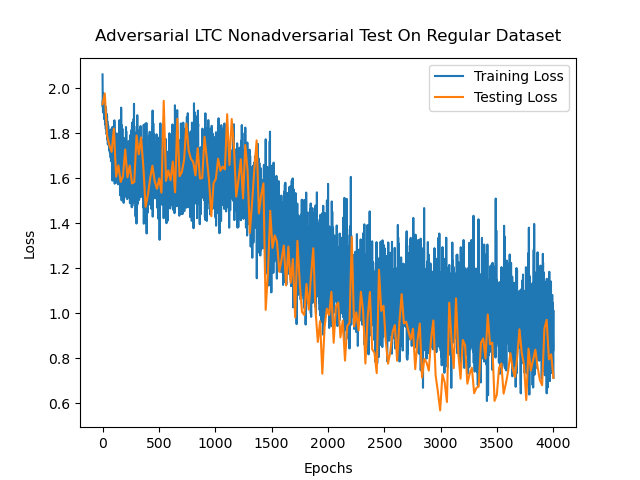 Adversarial LTC Nonadversarial Test On Regular Dataset
Training Loss
Testing Loss
Loss
2.0
1.8
1.6
1.4
1.2
1.0
0.8
0.6
0 500 1000 1500 2000 2500 3000 3500 4000
Epochs